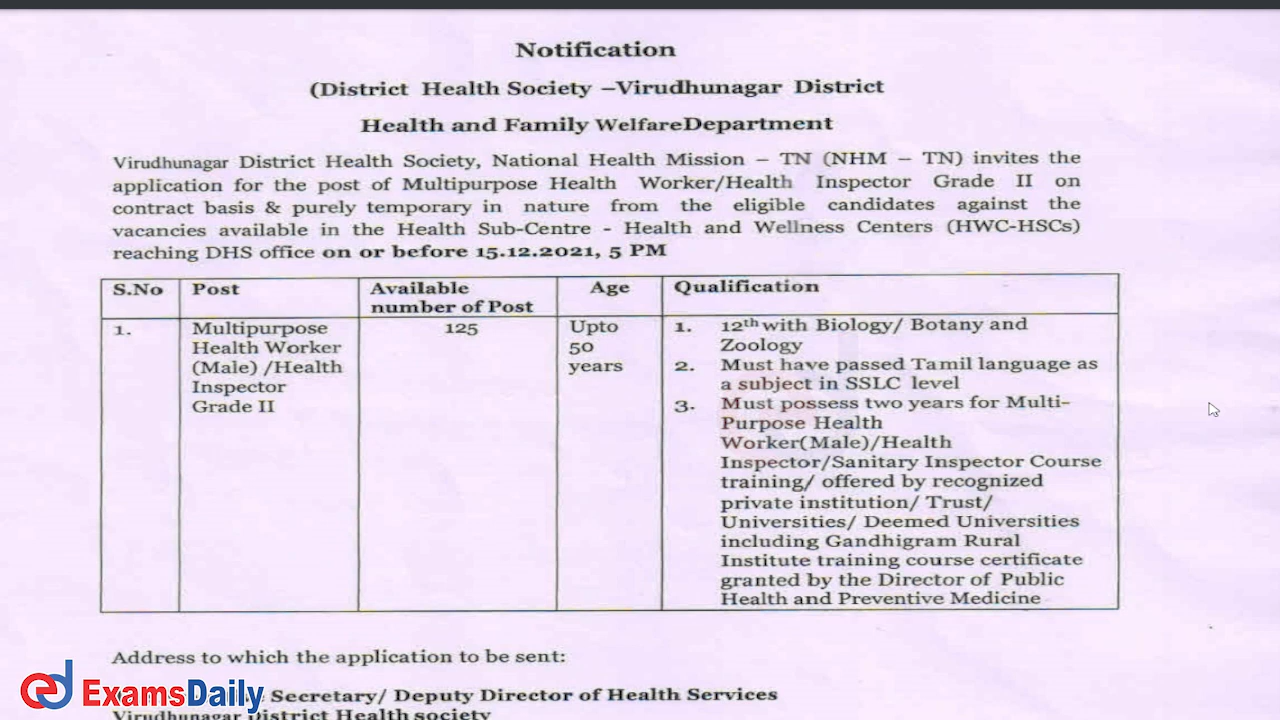 Notification
(District Health Society –Virudhunagar District
Health and Family WelfareDepartment
Virudhunagar District Health Society, National Health Mission – TN (NHM – TN) invites the
application for the post of Multipurpose Health Worker/Health Inspector Grade II on
contract basis & purely temporary in nature from the eligible candidates against the
vacancies available in the Health Sub-Centre - Health and Wellness Centers (HWC-HSCs)
reaching DHS office on or before 15.12.2021, 5 PM
S.No Post Available Age Qualification
number of Post
1. Multipurpose 125 Upto 1. 12th with Biology/ Botany and
Health Worker 50 Zoology
(Male) /Health years 2. Must have passed Tamil language as
Inspector a subject in SSLC level
Grade II 3. Must possess two years for Multi-
Purpose Health
Worker(Male)/Health
Inspector/Sanitary Inspector Course
training/ offered by recognized
private institution/ Trust/
Universities/ Deemed Universities
including Gandhigram Rural
Institute training course certificate
granted by the Director of Public
Health and Preventive Medicine
Address to which the application to be sent:
Secretary/ Deputy Director of Health Services
Virudhunagar District Health society
ExamsDaily